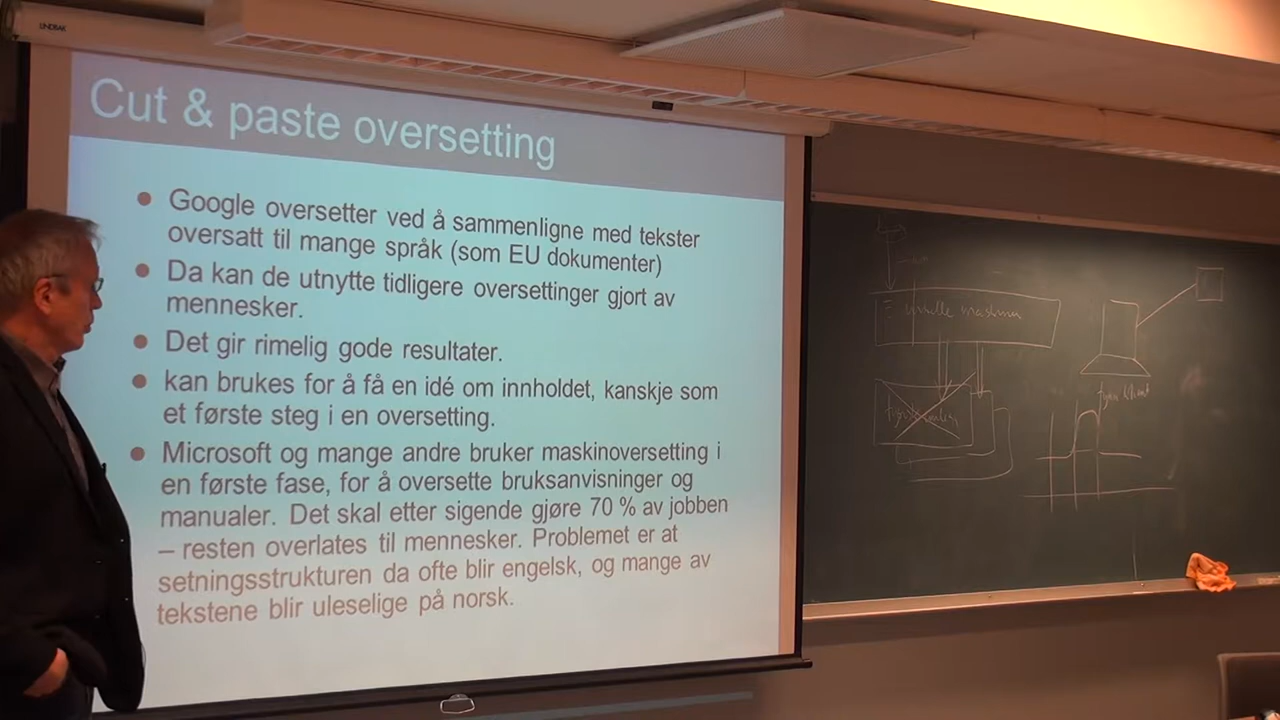 LINDBAK
Cut & paste oversetting
• Google oversetter ved å sammenligne med tekster
oversatt til mange språk (som EU dokumenter)
• Da kan de utnytte tidligere oversettinger gjort av
mennesker.
• Det gir rimelig gode resultater.
• kan brukes for å få en idé om innholdet, kanskje som
et første steg i en oversetting.
• Microsoft og mange andre bruker maskinoversetting i
en første fase, for å oversette bruksanvisninger og
manualer. Det skal etter sigende gjøre 70 % av jobben
– resten overlates til mennesker. Problemet er at
setningsstrukturen da ofte blir engelsk, og mange av
tekstene blir uleselige på norsk.